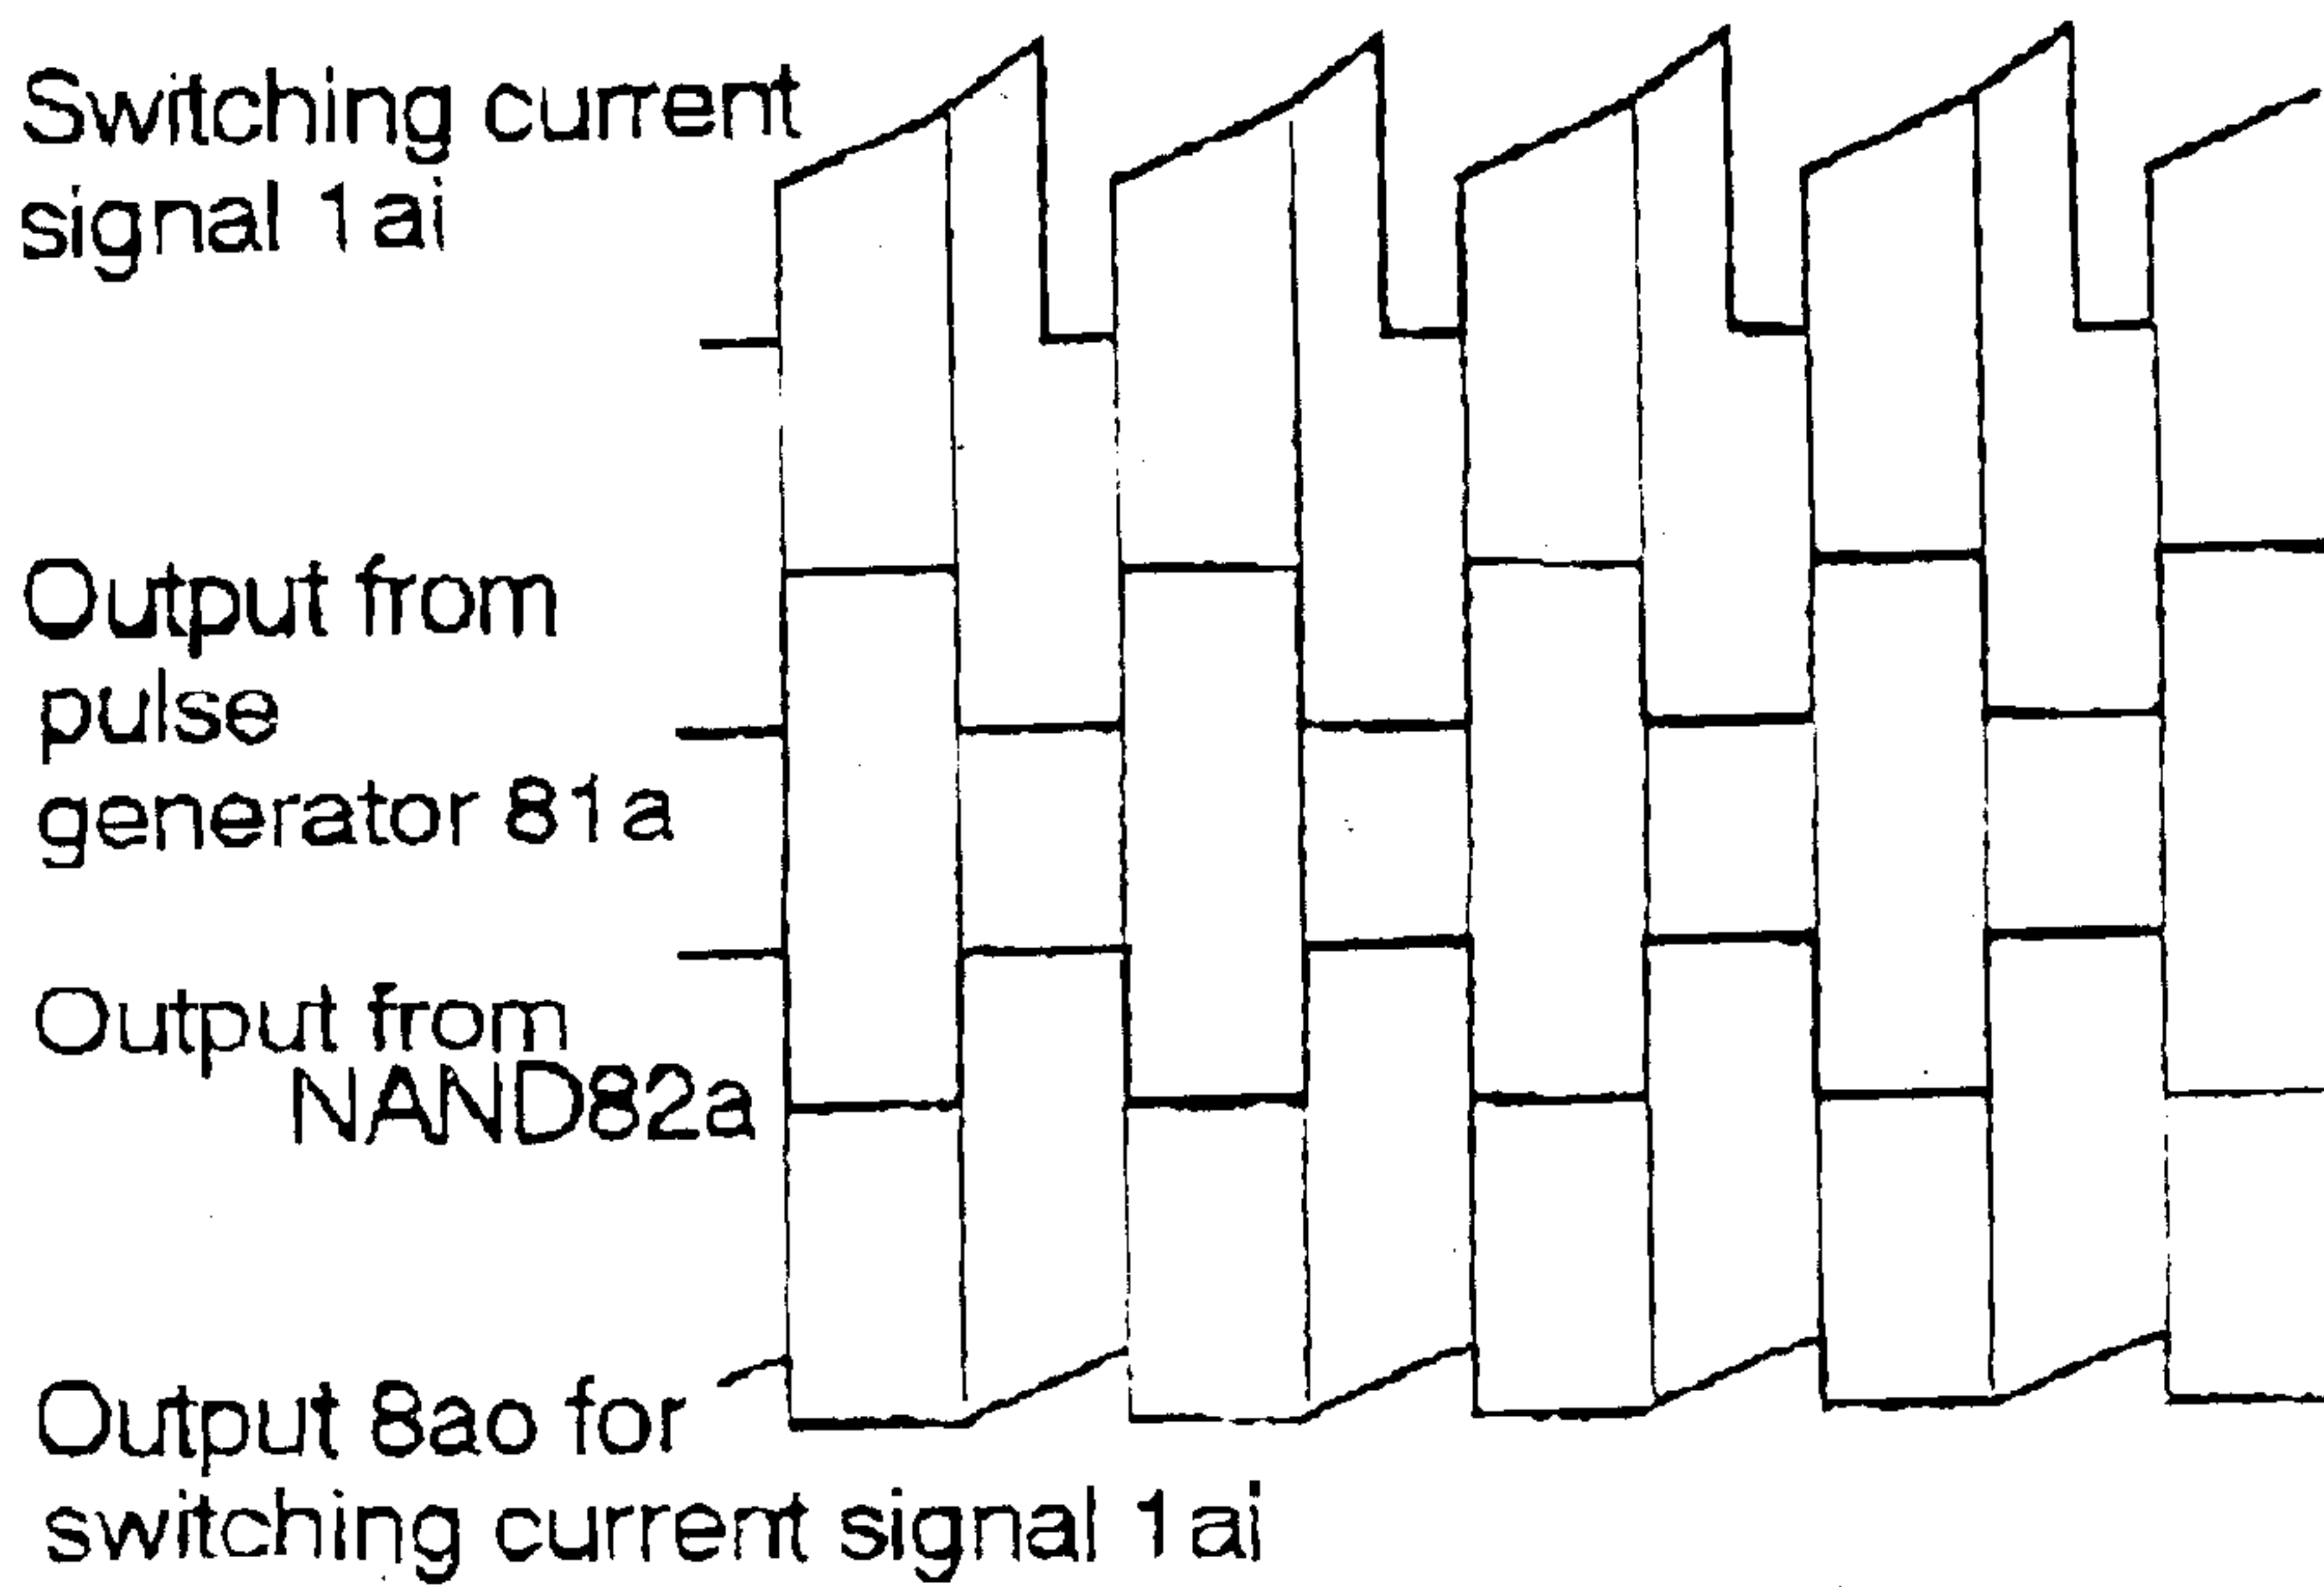 Switching current
signal 1ai
Output from
pulse
generator 81a
Output from
NAND82a
Output 8ao for
switching current signal 1ai